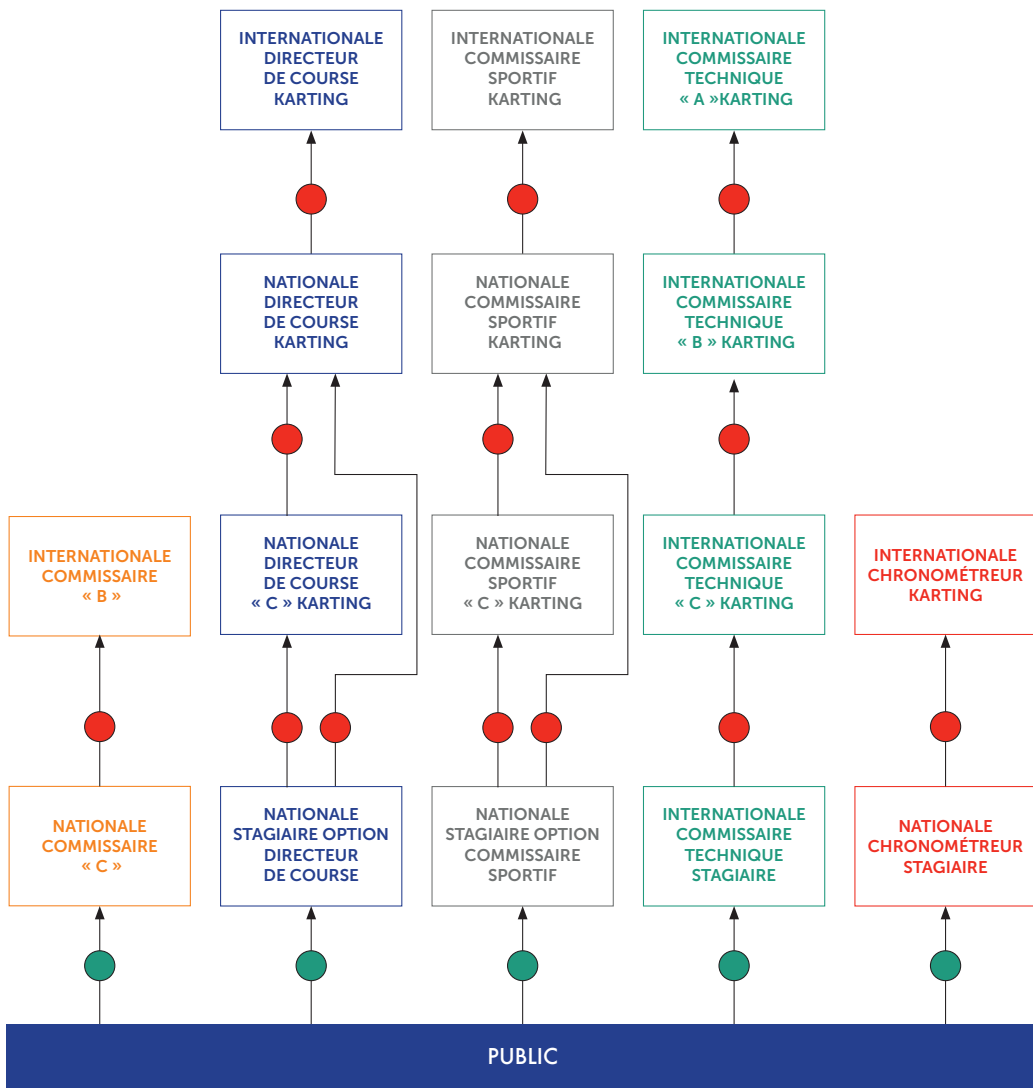 INTERNATIONALE
DIRECTEUR
DE COURSE
KARTING
INTERNATIONALE
COMMISSAIRE
SPORTIF
KARTING
INTERNATIONALE
COMMISSAIRE
TECHNIQUE
« A »KARTING
NATIONALE
DIRECTEUR
DE COURSE
KARTING
NATIONALE
COMMISSAIRE
SPORTIF
KARTING
INTERNATIONALE
COMMISSAIRE
TECHNIQUE
« B » KARTING
INTERNATIONALE
COMMISSAIRE
« B »
NATIONALE
DIRECTEUR
DE COURSE
« C » KARTING
NATIONALE
COMMISSAIRE
SPORTIF
« C » KARTING
INTERNATIONALE
COMMISSAIRE
TECHNIQUE
« C » KARTING
INTERNATIONALE
CHRONOMÉTREUR
KARTING
NATIONALE
COMMISSAIRE
« C »
NATIONALE
STAGIAIRE OPTION
DIRECTEUR
DE COURSE
NATIONALE
STAGIAIRE OPTION
COMMISSAIRE
SPORTIF
INTERNATIONALE
COMMISSAIRE
TECHNIQUE
STAGIAIRE
NATIONALE
CHRONOMÉTREUR
STAGIAIRE
PUBLIC